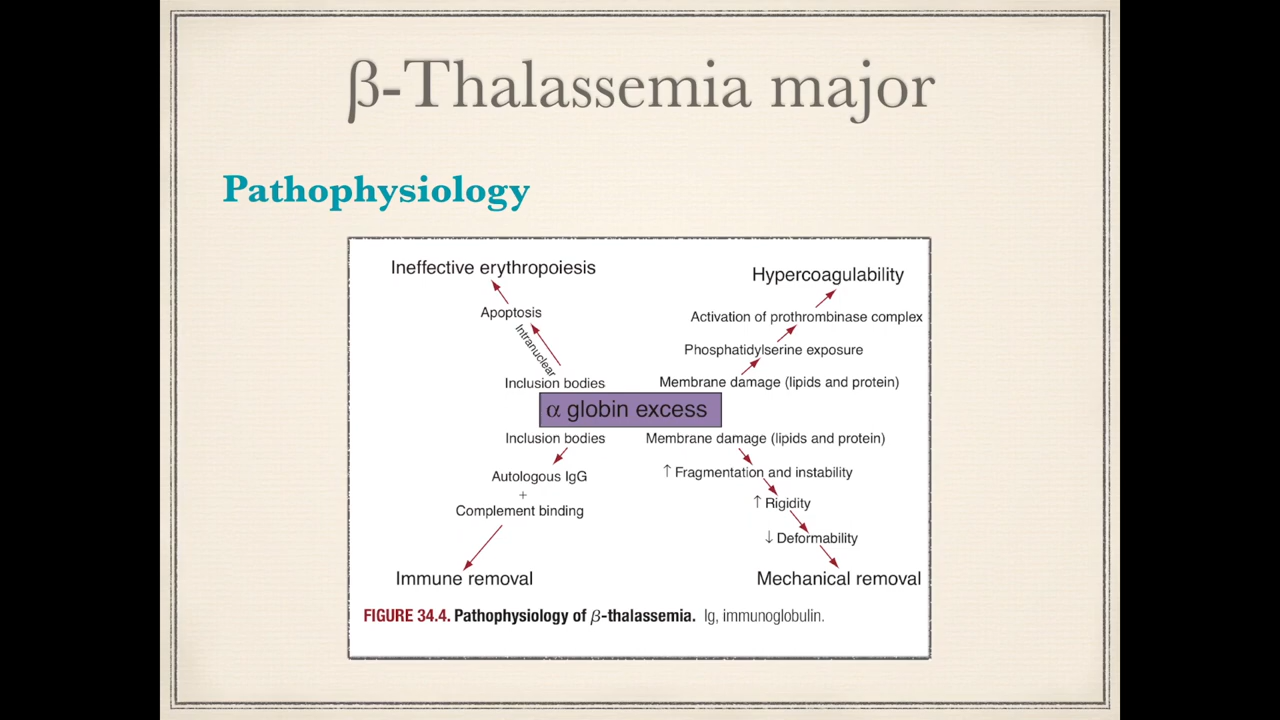 β-Thalassemia major
Pathophysiology
Ineffective erythropoiesis
Apoptosis
Intranuclear
Inclusion bodies
Hypercoagulability
Activation of prothrombinase complex
Phosphatidylserine exposure
Membrane damage (lipids and protein)
α globin excess
Inclusion bodies
Autologous IgG
+
Complement binding
Immune removal
Membrane damage (lipids and protein)
↑ Fragmentation and instability
↑ Rigidity
↓ Deformability
Mechanical removal
FIGURE 34.4. Pathophysiology of β-thalassemia. Ig, immunoglobulin.